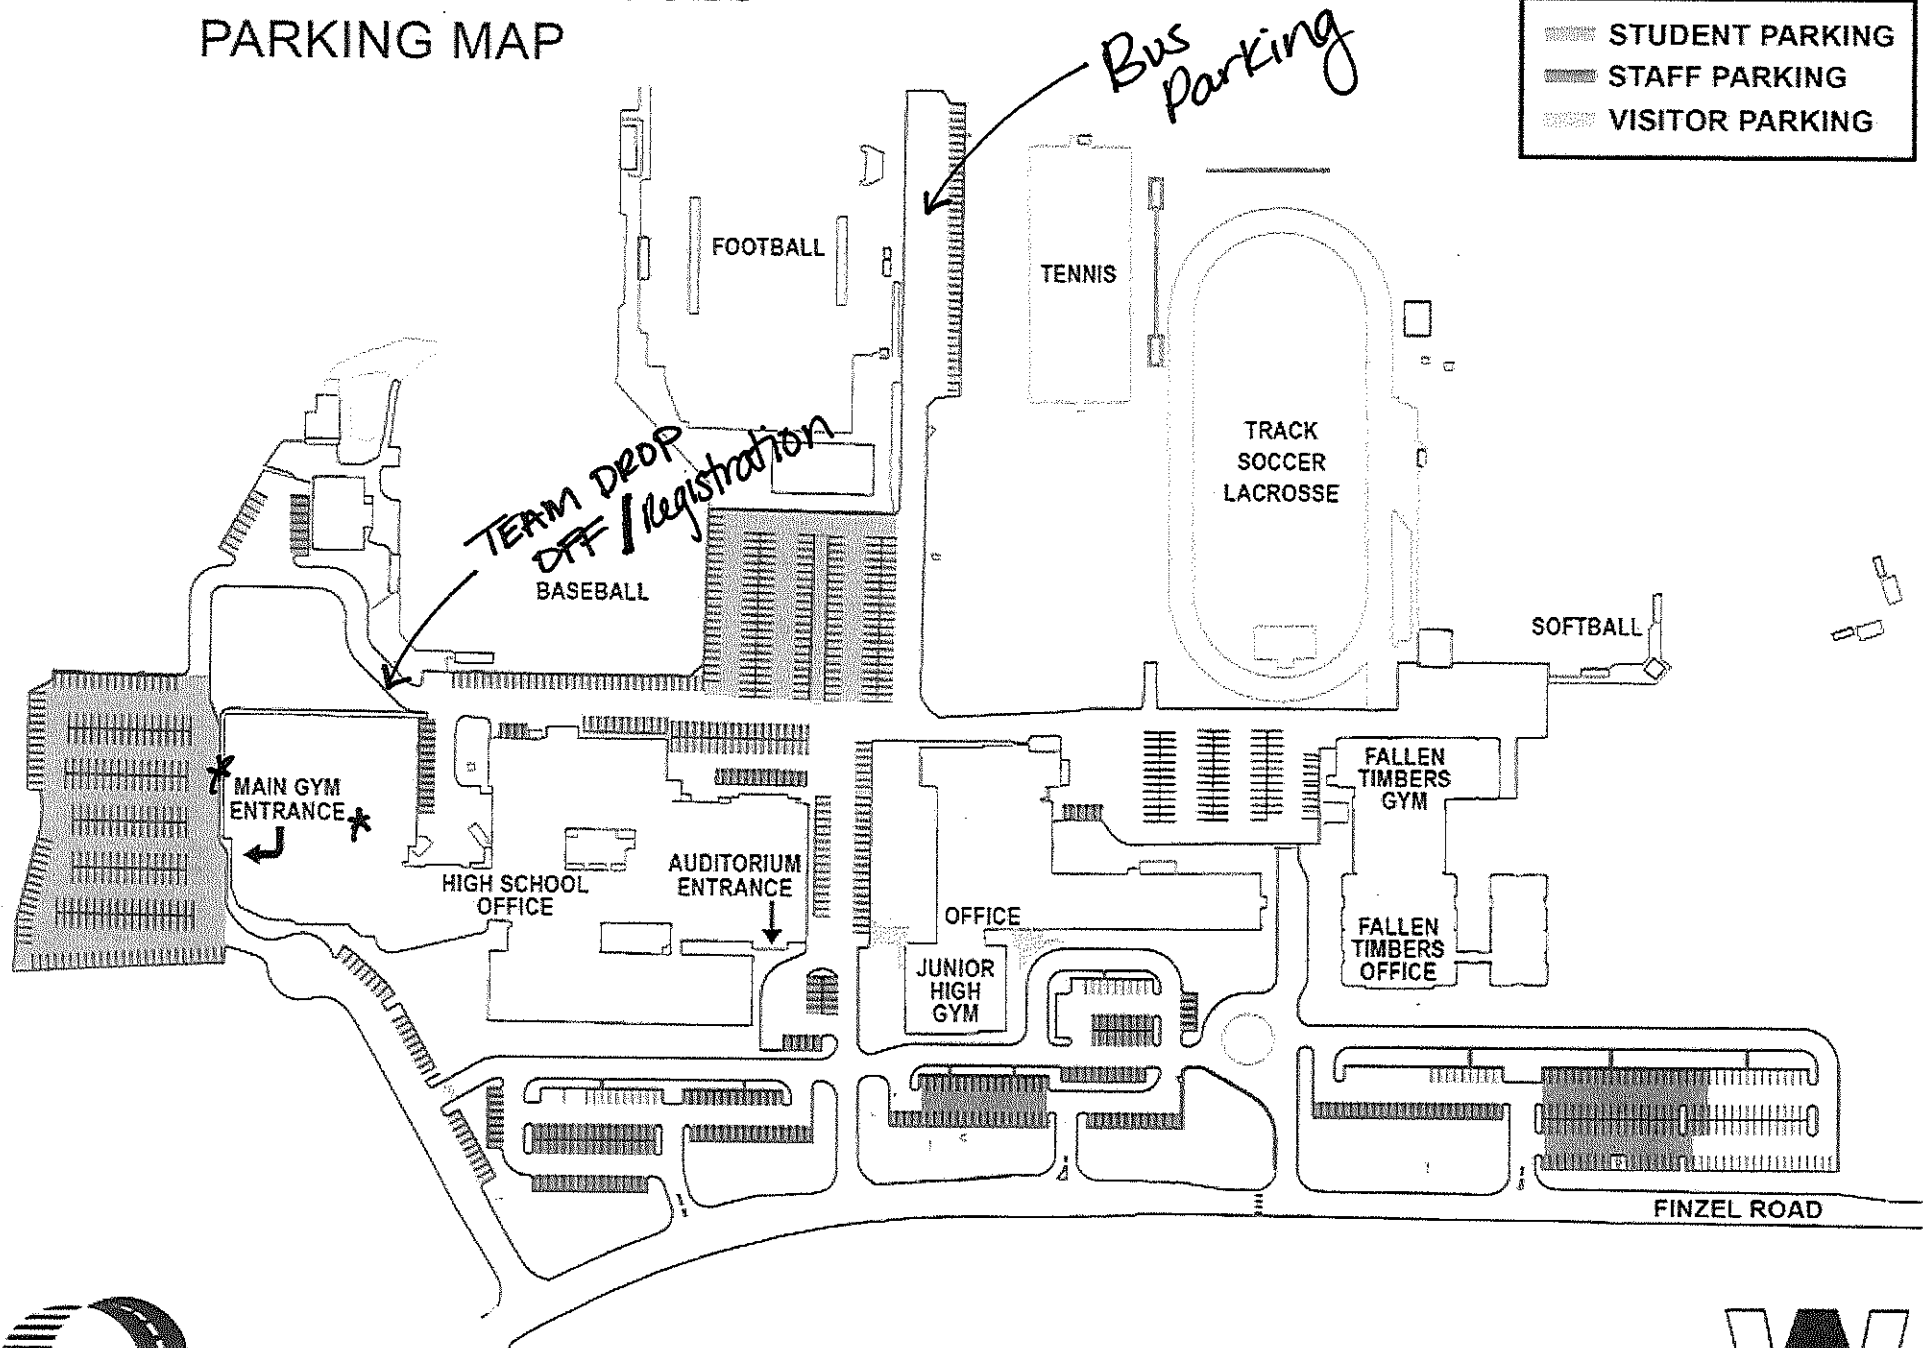 PARKING MAP
Bus
Parking
STUDENT PARKING
STAFF PARKING
VISITOR PARKING
FOOTBALL
TENNIS
TRACK
SOCCER
LACROSSE
TEAM DROP
OFF / Registration
BASEBALL
SOFTBALL
MAIN GYM
ENTRANCE
HIGH SCHOOL
OFFICE
AUDITORIUM
ENTRANCE
OFFICE
JUNIOR
HIGH
GYM
FALLEN
TIMBERS
GYM
FALLEN
TIMBERS
OFFICE
FINZEL ROAD
W